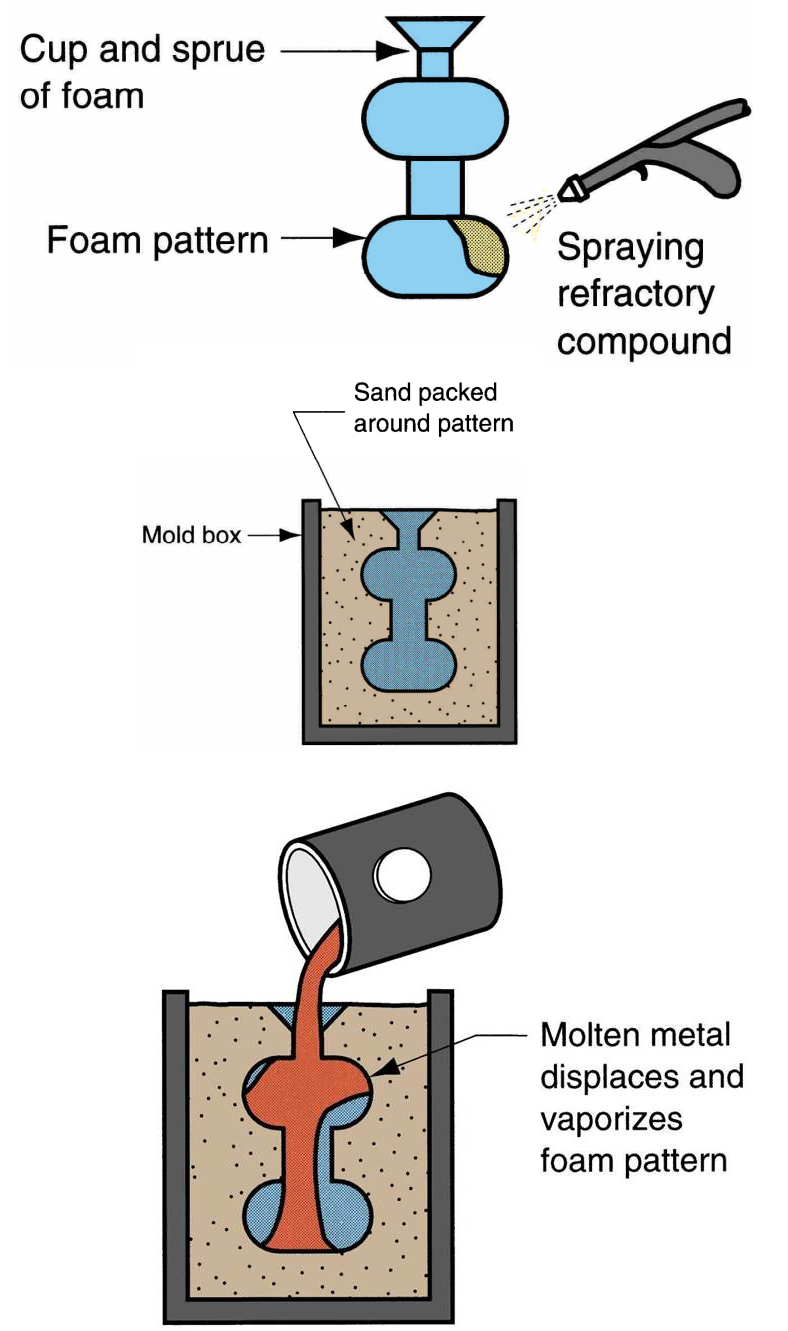 Cup and sprue
of foam
Foam pattern
Spraying
refractory
compound
Sand packed
around pattern
Mold box
Molten metal
displaces and
vaporizes
foam pattern